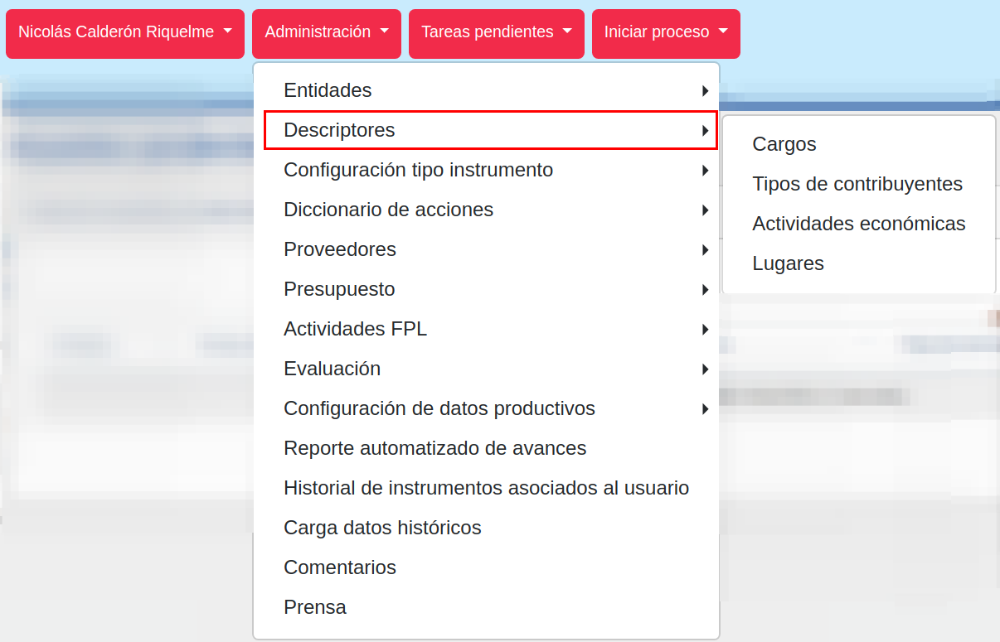 Nicolás Calderón Riquelme
Administración
Tareas pendientes
Iniciar proceso
Entidades
Descriptores
Configuración tipo instrumento
Diccionario de acciones
Proveedores
Presupuesto
Actividades FPL
Evaluación
Configuración de datos productivos
Reporte automatizado de avances
Historial de instrumentos asociados al usuario
Carga datos históricos
Comentarios
Prensa
Cargos
Tipos de contribuyentes
Actividades económicas
Lugares